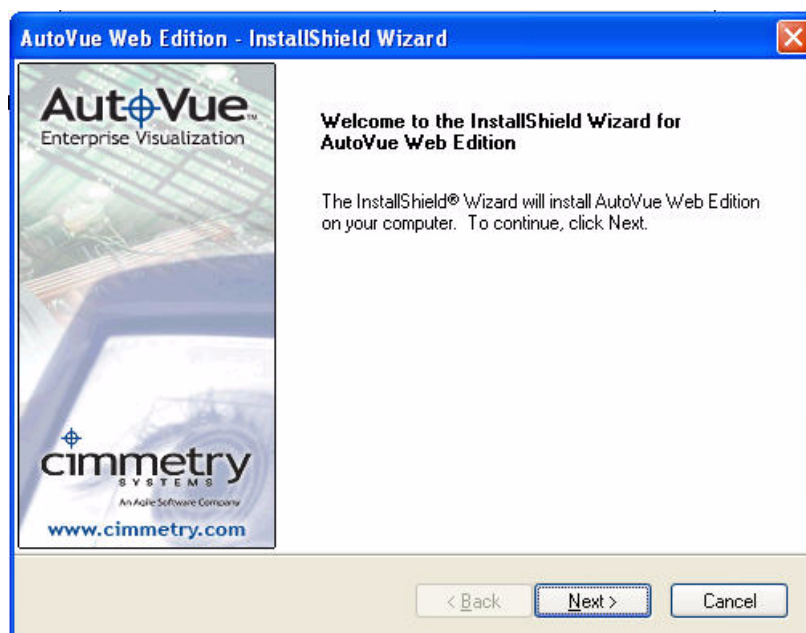 AutoVue Web Edition - InstallShield Wizard
AutoVue™
Enterprise Visualization
Welcome to the InstallShield Wizard for
AutoVue Web Edition
The InstallShield® Wizard will install AutoVue Web Edition
on your computer. To continue, click Next.
cimmetry
SYSTEMS
An Agile Software Company
www.cimmetry.com
< Back
Next >
Cancel